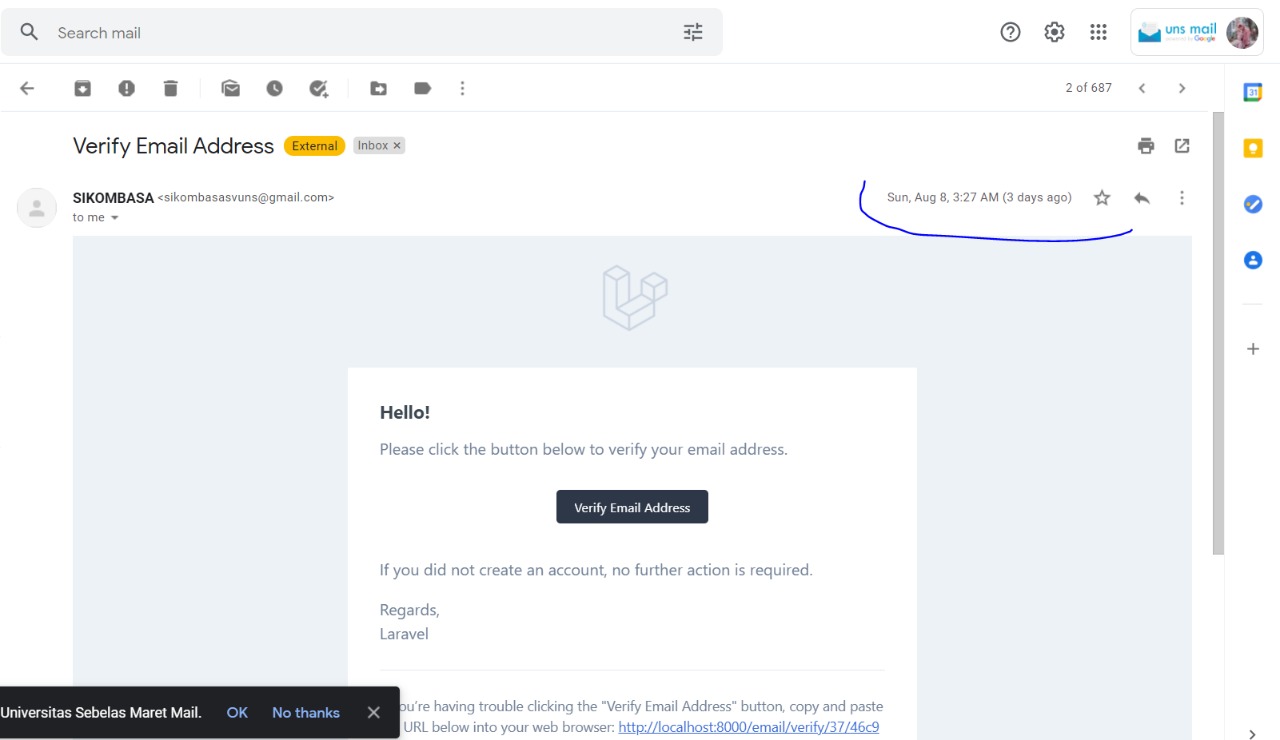 Search mail
uns mail
2 of 687
31
Verify Email Address External Inbox ×
SIKOMBASA <sikombasasvuns@gmail.com>
Sun, Aug 8, 3:27 AM (3 days ago)
to me
Hello!
Please click the button below to verify your email address.
Verify Email Address
If you did not create an account, no further action is required.
Regards,
Laravel
you're having trouble clicking the "Verify Email Address" button, copy and paste
URL below into your web browser: http://localhost:8000/email/verify/37/46c9
Universitas Sebelas Maret Mail. OK No thanks